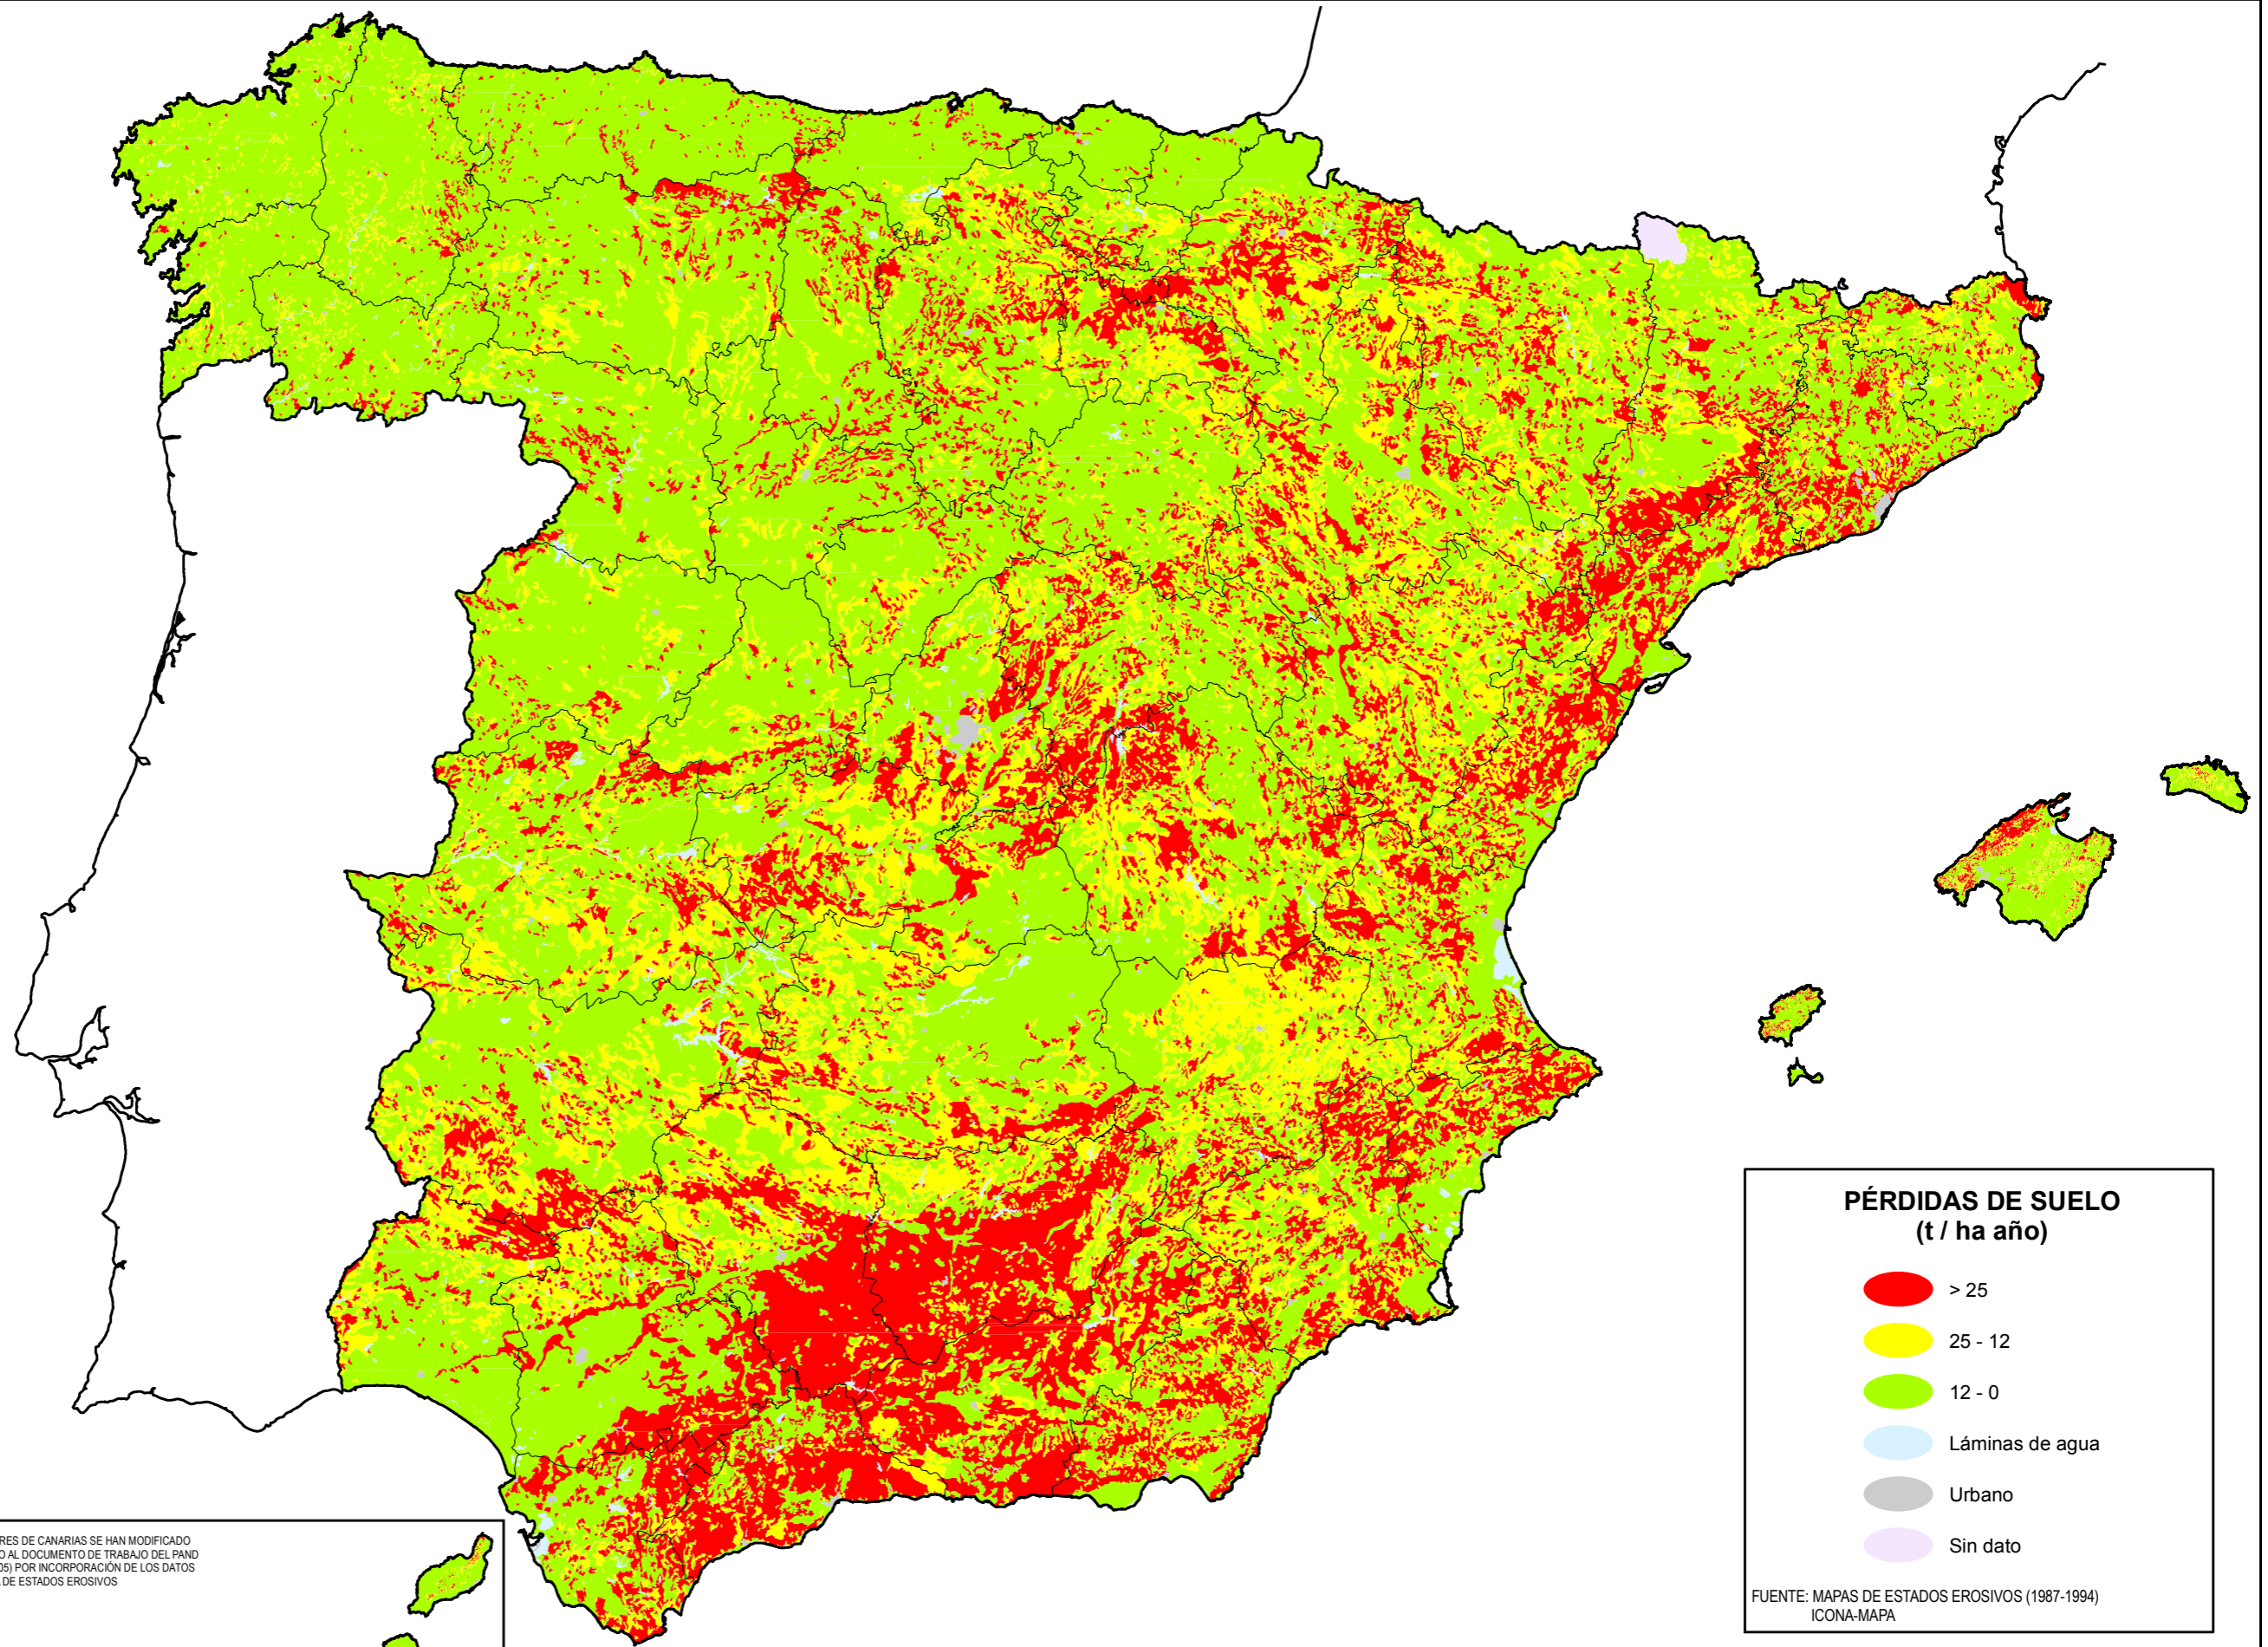 PÉRDIDAS DE SUELO
(t / ha año)
> 25
25 - 12
12 - 0
Láminas de agua
Urbano
Sin dato
FUENTE: MAPAS DE ESTADOS EROSIVOS (1987-1994)
ICONA-MAPA
RES DE CANARIAS SE HAN MODIFICADO
O AL DOCUMENTO DE TRABAJO DEL PAND
05) POR INCORPORACIÓN DE LOS DATOS
DE ESTADOS EROSIVOS